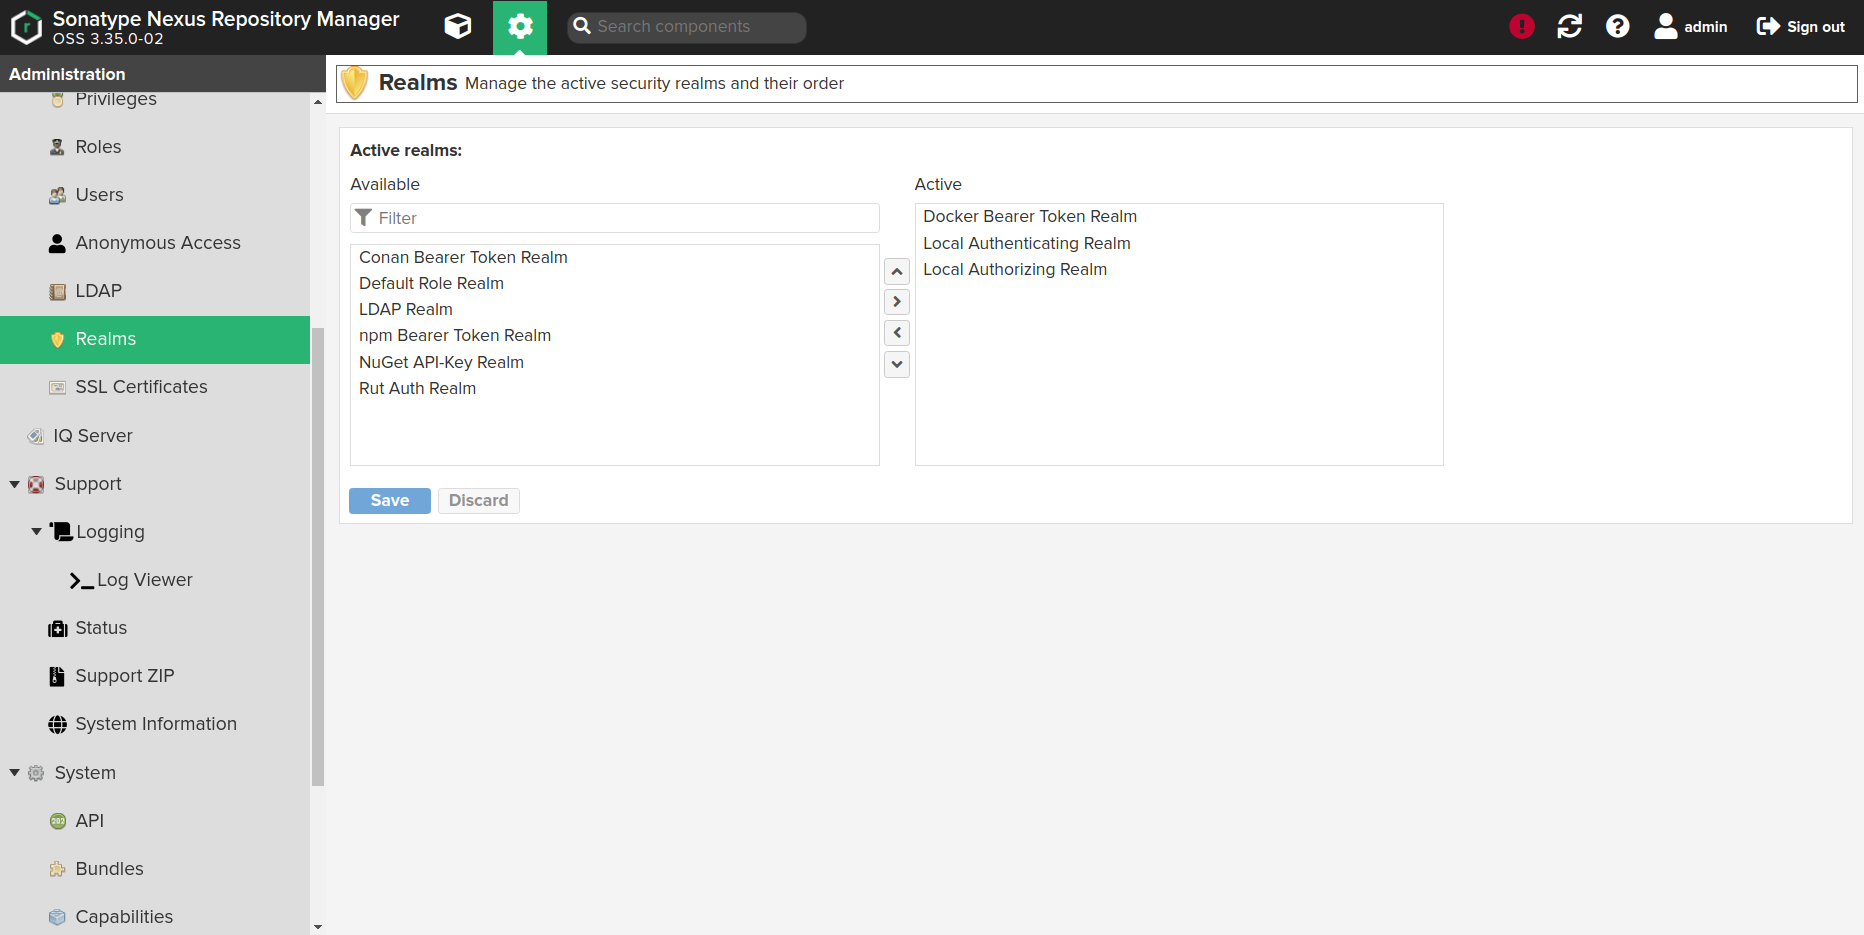 Sonatype Nexus Repository Manager
OSS 3.35.0-02
Search components
admin
Sign out
Administration
Privileges
Roles
Users
Anonymous Access
LDAP
Realms
SSL Certificates
IQ Server
Support
Logging
Log Viewer
Status
Support ZIP
System Information
System
API
Bundles
Capabilities
Realms Manage the active security realms and their order
Active realms:
Available
Filter
Conan Bearer Token Realm
Default Role Realm
LDAP Realm
npm Bearer Token Realm
NuGet API-Key Realm
Rut Auth Realm
Active
Docker Bearer Token Realm
Local Authenticating Realm
Local Authorizing Realm
Save
Discard